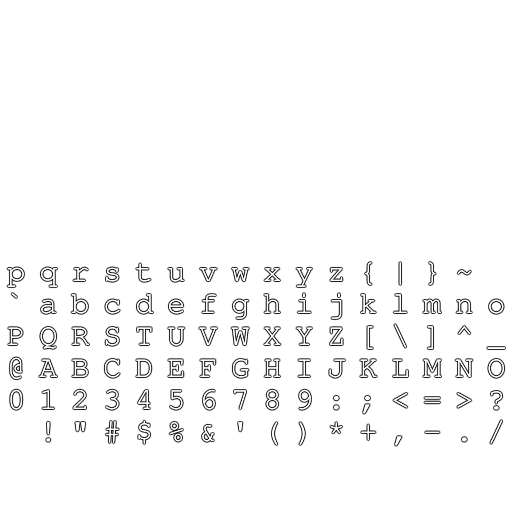 p q r s t u v w x y z { | } ~
` a b c d e f g h i j k l m n o
P Q R S T U V W X Y Z [ \ ] ^ _
@ A B C D E F G H I J K L M N O
0 1 2 3 4 5 6 7 8 9 : ; < = > ?
! " # $ % & ' ( ) * + , - . /